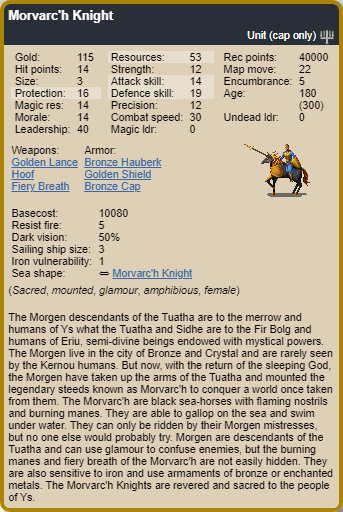 Morvarc'h Knight
Unit (cap only)
Gold: 115 Resources: 53 Rec points: 40000
Hit points: 14 Strength: 12 Map move: 22
Size: 3 Attack skill: 14 Encumbrance: 5
Protection: 16 Defence skill: 19 Age: 180
Magic res: 14 Precision: 12 (300)
Morale: 14 Combat speed: 30 Undead ldr: 0
Leadership: 40 Magic ldr: 0
Weapons: Armor:
Golden Lance Bronze Hauberk
Hoof Golden Shield
Fiery Breath Bronze Cap
Basecost: 10080
Resist fire: 5
Dark vision: 50%
Sailing ship size: 3
Iron vulnerability: 1
Sea shape: ⇔ Morvarc'h Knight
(Sacred, mounted, glamour, amphibious, female)
The Morgen descendants of the Tuatha are to the merrow and
humans of Ys what the Tuatha and Sidhe are to the Fir Bolg and
humans of Eriu, semi-divine beings endowed with mystical powers.
The Morgen live in the city of Bronze and Crystal and are rarely seen
by the Kernou humans. But now, with the return of the sleeping God,
the Morgen have taken up the arms of the Tuatha and mounted the
legendary steeds known as Morvarc'h to conquer a world once taken
from them. The Morvarc'h are black sea-horses with flaming nostrils
and burning manes. They are able to gallop on the sea and swim
under water. They can only be ridden by their Morgen mistresses,
but no one else would probably try. Morgen are descendants of the
Tuatha and can use glamour to confuse enemies, but the burning
manes and fiery breath of the Morvarc'h are not easily hidden. They
are also sensitive to iron and use armaments of bronze or enchanted
metals. The Morvarc'h Knights are revered and sacred to the people
of Ys.